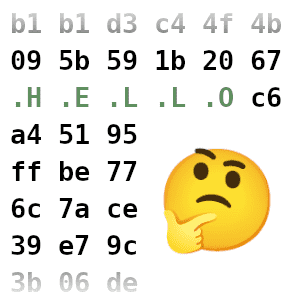 b1 b1 d3 c4 4f 4b
09 5b 59 1b 20 67
.H .E .L .L .O c6
a4 51 95
ff be 77
6c 7a ce
39 e7 9c
3b 06 de